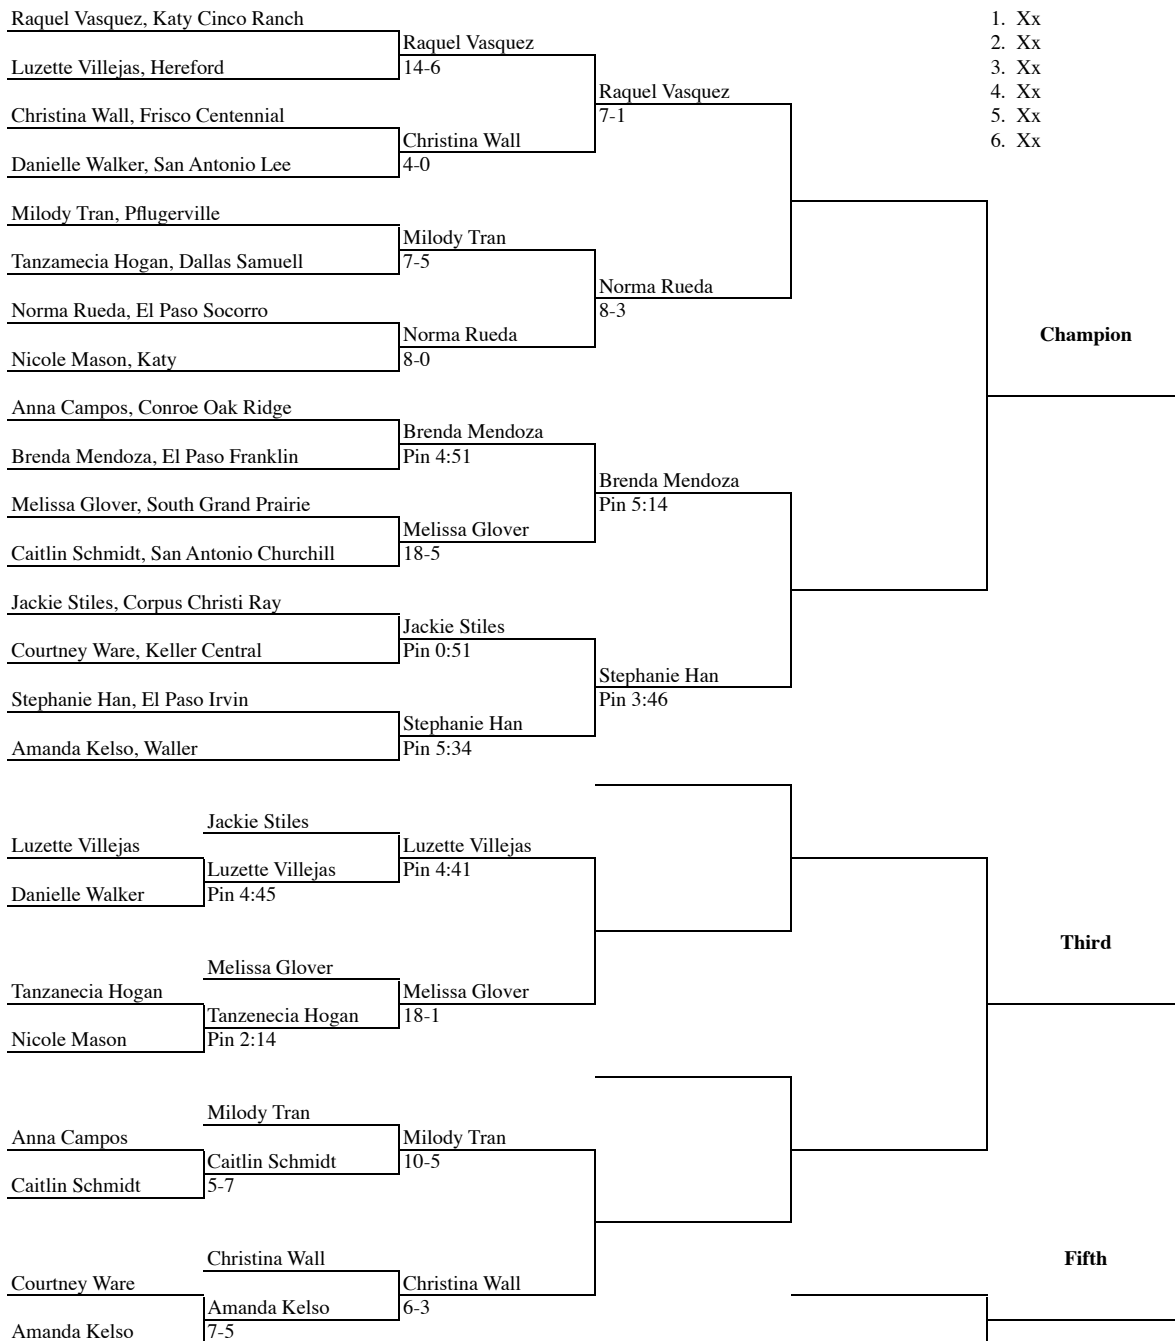 Raquel Vasquez, Katy Cinco Ranch
Luzette Villejas, Hereford
Christina Wall, Frisco Centennial
Danielle Walker, San Antonio Lee
Milody Tran, Pflugerville
Tanzamecia Hogan, Dallas Samuell
Norma Rueda, El Paso Socorro
Nicole Mason, Katy
Anna Campos, Conroe Oak Ridge
Brenda Mendoza, El Paso Franklin
Melissa Glover, South Grand Prairie
Caitlin Schmidt, San Antonio Churchill
Jackie Stiles, Corpus Christi Ray
Courtney Ware, Keller Central
Stephanie Han, El Paso Irvin
Amanda Kelso, Waller
Raquel Vasquez
14-6
Christina Wall
4-0
Milody Tran
7-5
Norma Rueda
8-0
Brenda Mendoza
Pin 4:51
Melissa Glover
18-5
Jackie Stiles
Pin 0:51
Stephanie Han
Pin 5:34
Raquel Vasquez
7-1
Norma Rueda
8-3
Brenda Mendoza
Pin 5:14
Stephanie Han
Pin 3:46
1. Xx
2. Xx
3. Xx
4. Xx
5. Xx
6. Xx
Champion
Luzette Villejas
Danielle Walker
Tanzanecia Hogan
Nicole Mason
Anna Campos
Caitlin Schmidt
Courtney Ware
Amanda Kelso
Jackie Stiles
Luzette Villejas
Pin 4:45
Melissa Glover
Tanzenecia Hogan
Pin 2:14
Milody Tran
Caitlin Schmidt
5-7
Christina Wall
Amanda Kelso
7-5
Luzette Villejas
Pin 4:41
Melissa Glover
18-1
Milody Tran
10-5
Christina Wall
6-3
Third
Fifth